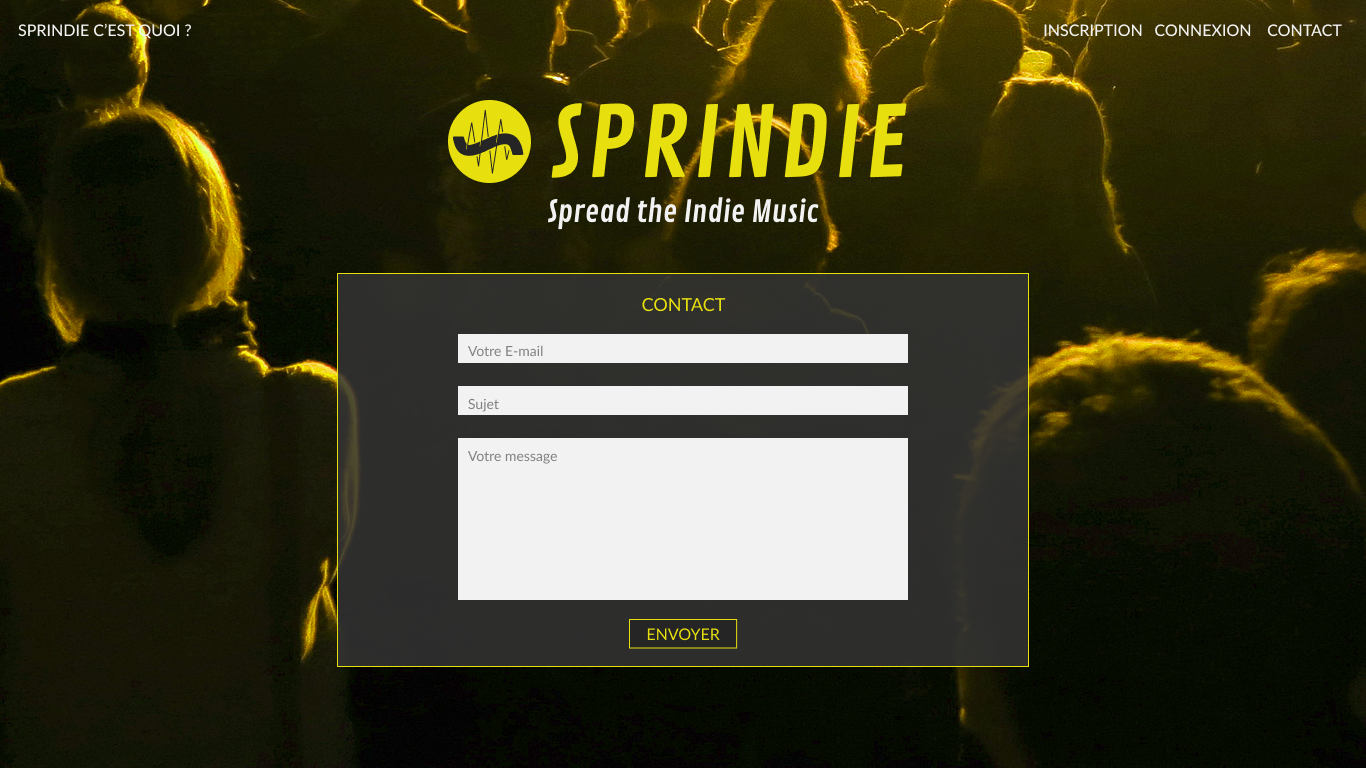 SPRINDIE C’EST QUOI ?
INSCRIPTION CONNEXION CONTACT
SPRINDIE
Spread the Indie Music
CONTACT
Votre E-mail
Sujet
Votre message
ENVOYER